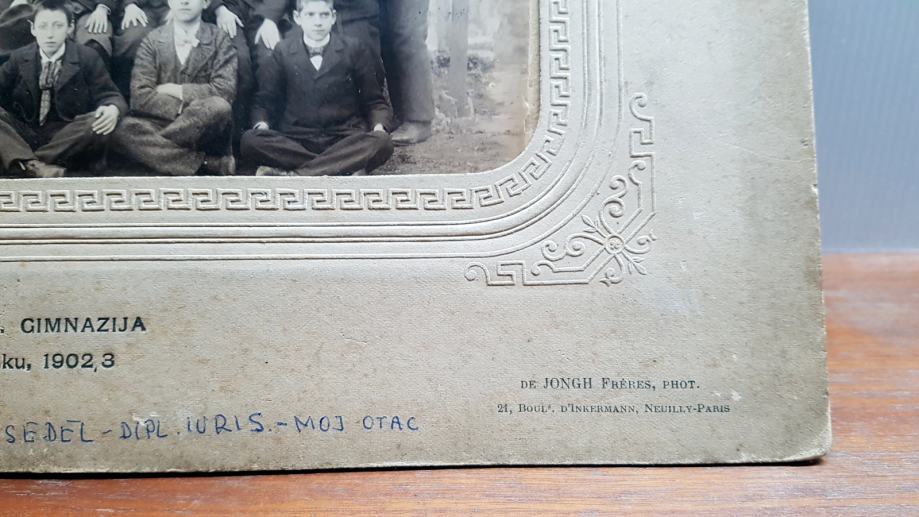 . GIMNAZIJA
ku, 1902,3
DE JONGH FRÈRES, PHOT.
21, BOULd. D'INKERMANN, NEUILLY-PARIS
SEDEL - DIPL. IURIS. - MOJ OTAC